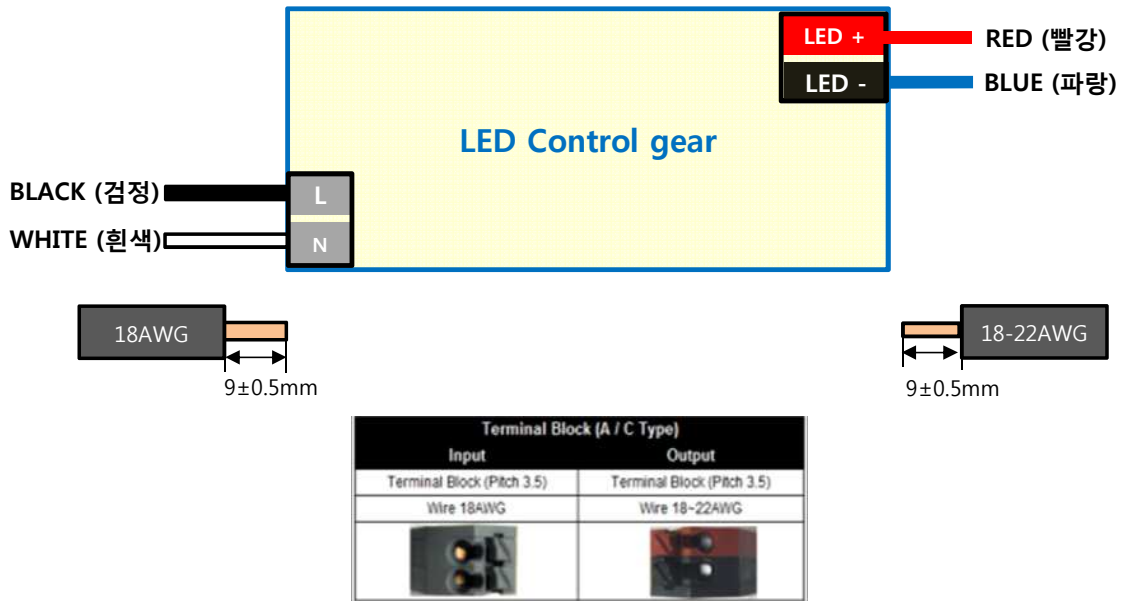 LED +
RED (빨강)
LED -
BLUE (파랑)
LED Control gear
BLACK (검정)
L
WHITE (흰색)
N
18AWG
18-22AWG
9±0.5mm
9±0.5mm
Terminal Block (A / C Type)
Input Output
Terminal Block (Pitch 3.5) Terminal Block (Pitch 3.5)
Wire 18AWG Wire 18~22AWG